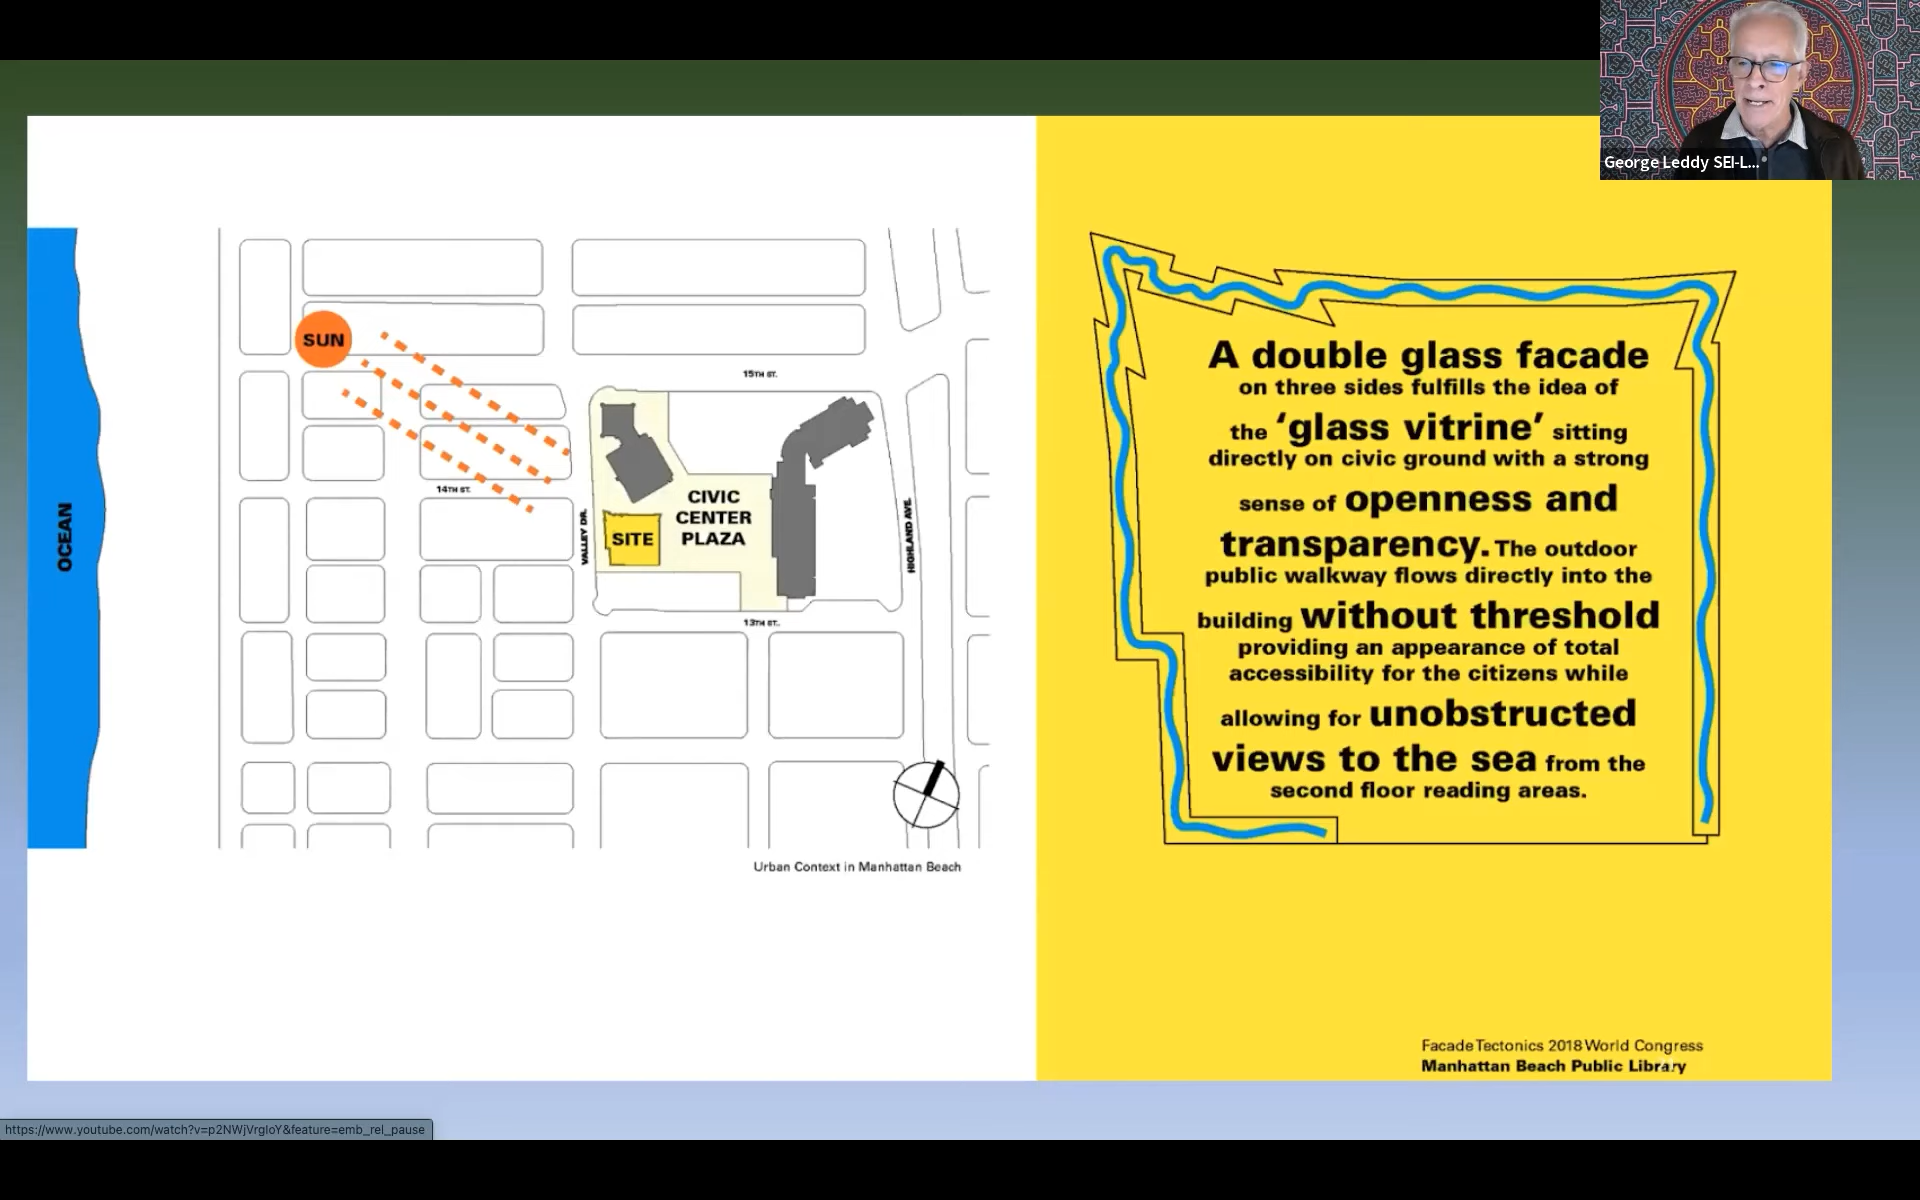 George Leddy SEI-L...
SUN
15TH ST.
14TH ST.
OCEAN
VALLEY DR.
SITE
CIVIC
CENTER
PLAZA
HIGHLAND AVE.
13TH ST.
Urban Context in Manhattan Beach
A double glass facade
on three sides fulfills the idea of
the ‘glass vitrine’ sitting
directly on civic ground with a strong
sense of openness and
transparency. The outdoor
public walkway flows directly into the
building without threshold
providing an appearance of total
accessibility for the citizens while
allowing for unobstructed
views to the sea from the
second floor reading areas.
Facade Tectonics 2018 World Congress
Manhattan Beach Public Library
https://www.youtube.com/watch?v=p2NWjVrgIoY&feature=emb_rel_pause